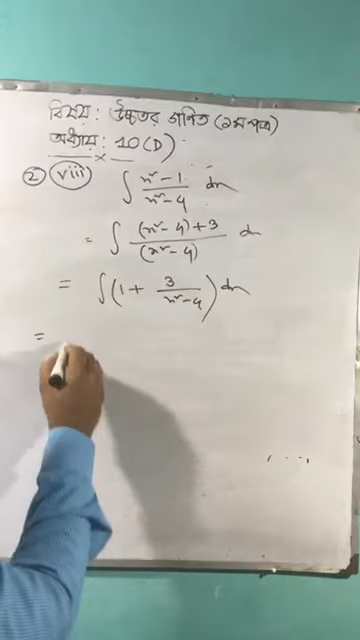 বিষয়: উচ্চতর গণিত (১ম পত্র)
অধ্যায়: 10(D)
② (viii) ∫ (x² - 1)/(x² - 4) dx
= ∫ ((x² - 4) + 3)/((x² - 4)) dx
= ∫ (1 + 3/(x² - 4)) dx
=